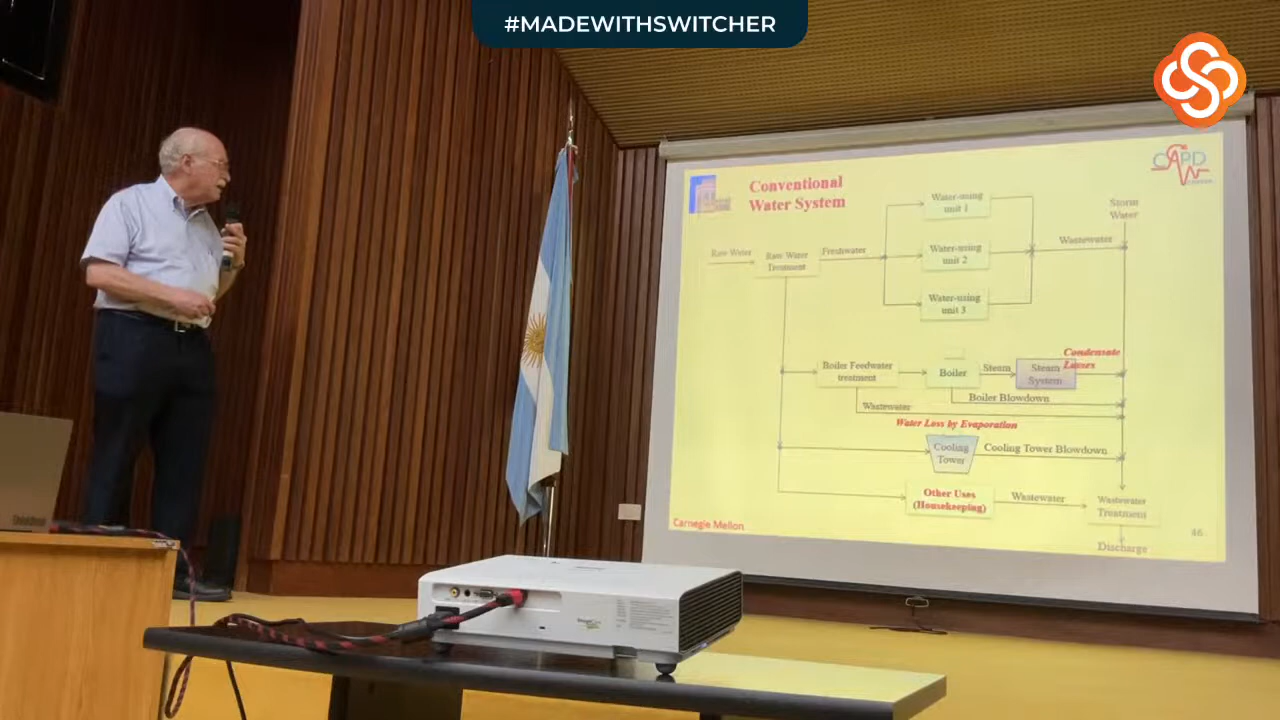 #MADEWITHSWITCHER
CAPD
Conventional
Water System
Water-using
unit 1
Storm
Water
Raw Water
Raw Water
Treatment
Freshwater
Water-using
unit 2
Wastewater
Water-using
unit 3
Condensate
Losses
Boiler Feedwater
treatment
Boiler
Steam
Steam
System
Boiler Blowdown
Wastewater
Water Loss by Evaporation
Cooling
Tower
Cooling Tower Blowdown
Other Uses
(Housekeeping)
Wastewater
Wastewater
Treatment
Carnegie Mellon
46
Discharge